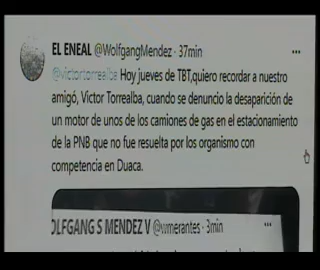 EL ENEAL @WolfgangMendez · 37min
@victortorrealba Hoy jueves de TBT,quiero recordar a nuestro
amigó, Victor Torrealba, cuando se denuncio la desaparición de
un motor de unos de los camiones de gas en el estacionamiento
de la PNB que no fue resuelta por los organismo con
competencia en Duaca.
OLFGANG S MENDEZ V @wmerantes · 3min